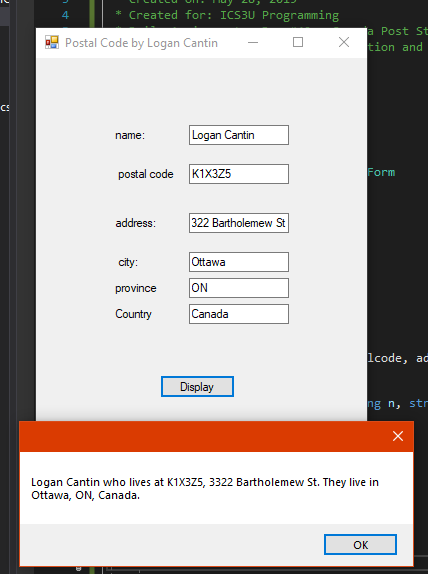 * Created on: May 28, 2019
4 * Created for: ICS3U Programming
a Post St
tion and
Postal Code by Logan Cantin
name: Logan Cantin
postal code K1X3Z5
Form
address: 322 Bartholemew St
city: Ottawa
province ON
Country Canada
lcode, ad
Display
ng n, str
Logan Cantin who lives at K1X3Z5, 3322 Bartholemew St. They live in
Ottawa, ON, Canada.
OK